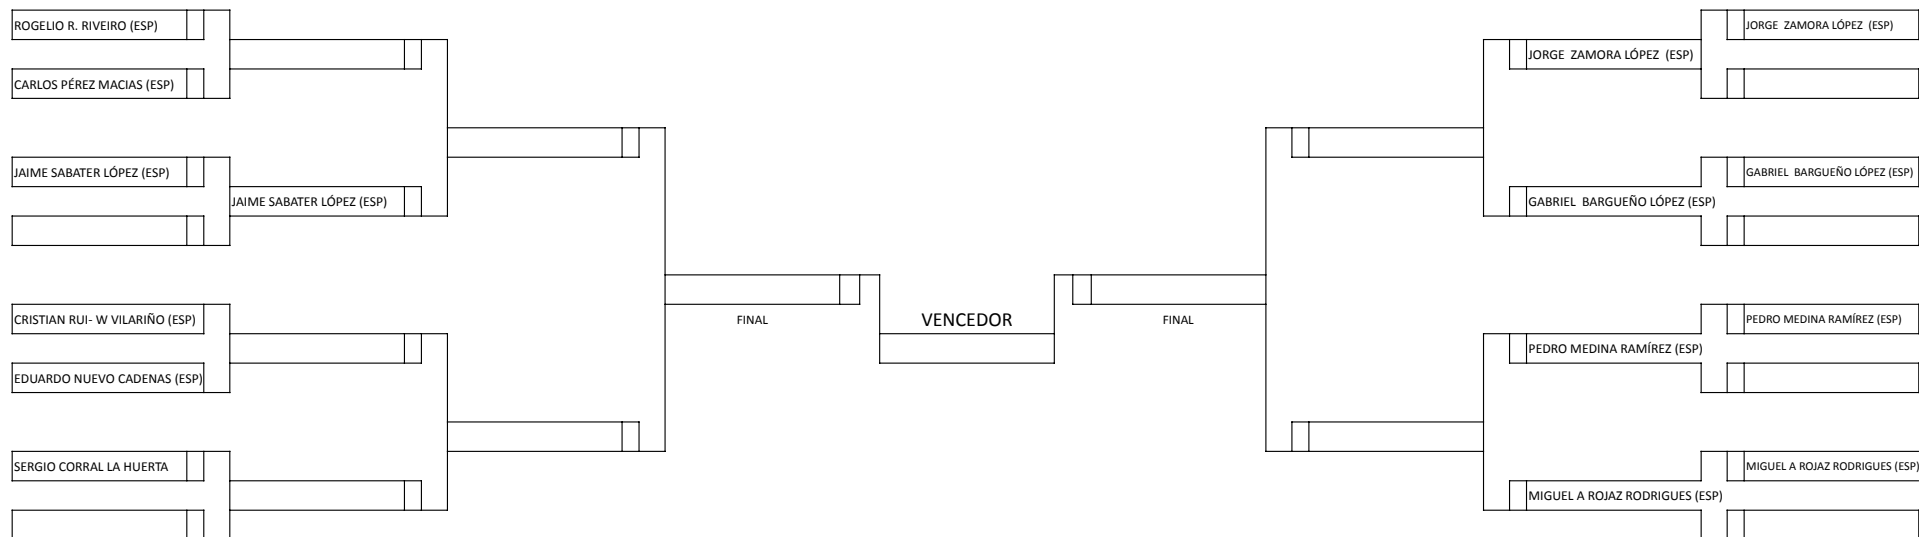 ROGELIO R. RIVEIRO (ESP)
CARLOS PÉREZ MACIAS (ESP)
JAIME SABATER LÓPEZ (ESP)
JAIME SABATER LÓPEZ (ESP)
CRISTIAN RUI- W VILARIÑO (ESP)
EDUARDO NUEVO CADENAS (ESP)
SERGIO CORRAL LA HUERTA
FINAL
VENCEDOR
FINAL
JORGE ZAMORA LÓPEZ (ESP)
JORGE ZAMORA LÓPEZ (ESP)
GABRIEL BARGUEÑO LÓPEZ (ESP)
GABRIEL BARGUEÑO LÓPEZ (ESP)
PEDRO MEDINA RAMÍREZ (ESP)
PEDRO MEDINA RAMÍREZ (ESP)
MIGUEL A ROJAZ RODRIGUES (ESP)
MIGUEL A ROJAZ RODRIGUES (ESP)